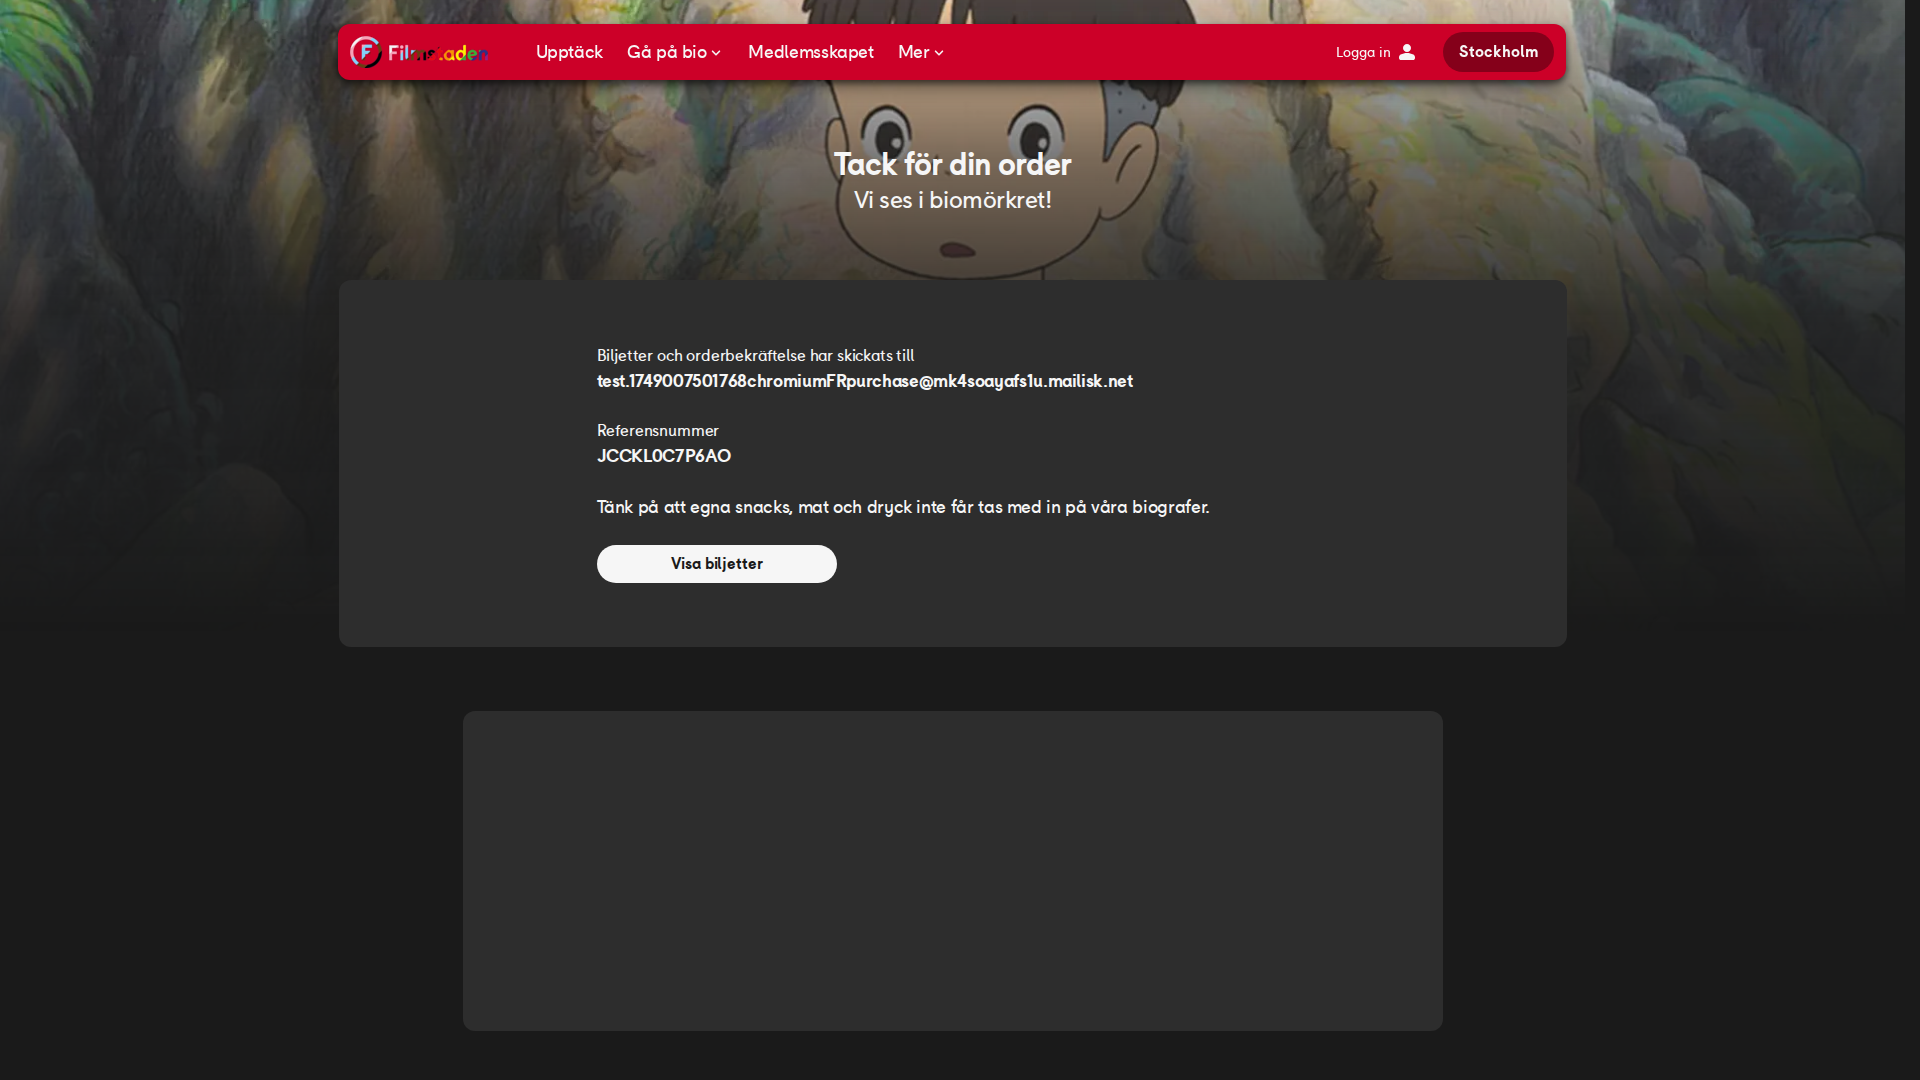 Filmstaden
Upptäck
Gå på bio
Medlemsskapet
Mer
Logga in
Stockholm
Tack för din order
Vi ses i biomörkret!
Biljetter och orderbekräftelse har skickats till
test.1749007501768chromiumFRpurchase@mk4soayafs1u.mailisk.net
Referensnummer
JCCKL0C7P6AO
Tänk på att egna snacks, mat och dryck inte får tas med in på våra biografer.
Visa biljetter